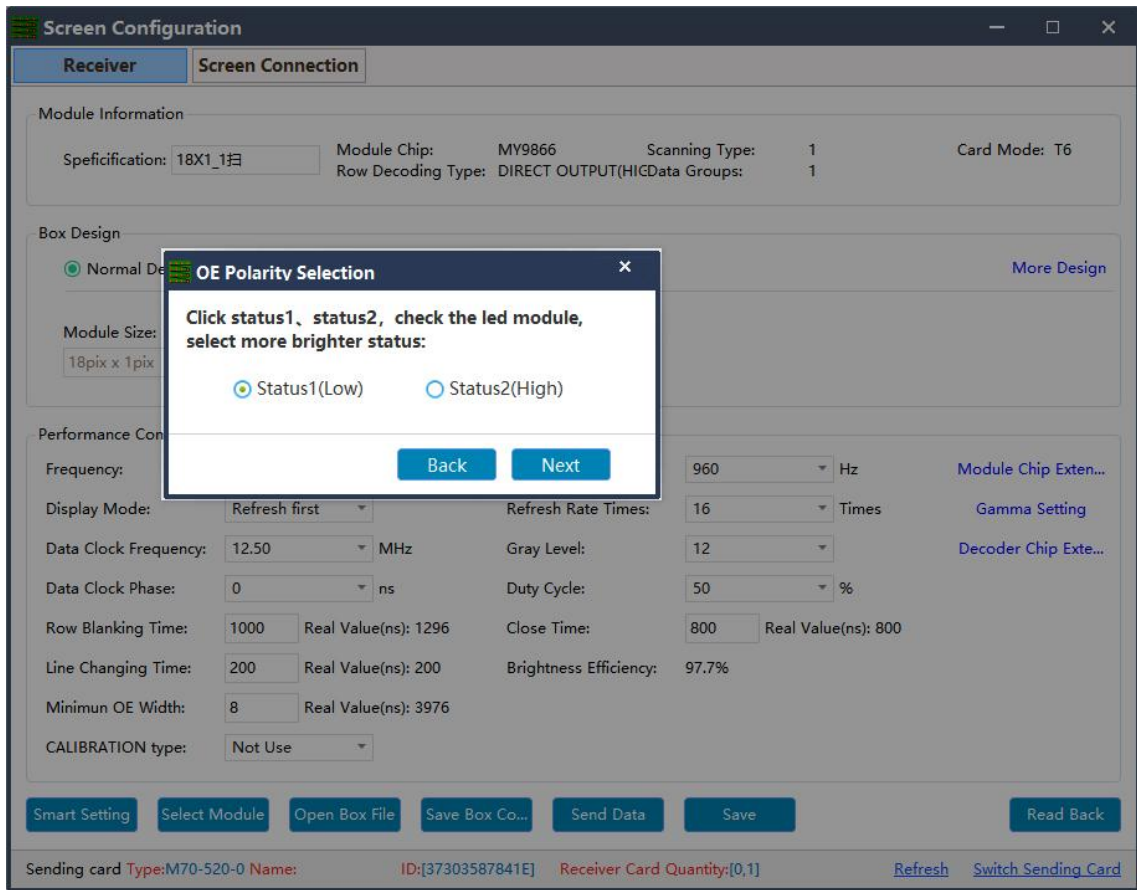 Screen Configuration
Receiver
Screen Connection
Module Information
Speficification: 18X1_1扫
Module Chip: MY9866 Scanning Type: 1 Card Mode: T6
Row Decoding Type: DIRECT OUTPUT(HIGData Groups: 1
Box Design
Normal De
More Design
Module Size:
18pix x 1pix
OE Polarity Selection
Click status1、status2，check the led module,
select more brighter status:
Status1(Low) Status2(High)
Back Next
Performance Con
Frequency: 960 Hz Module Chip Exten...
Display Mode: Refresh first Refresh Rate Times: 16 Times Gamma Setting
Data Clock Frequency: 12.50 MHz Gray Level: 12 Decoder Chip Exte...
Data Clock Phase: 0 ns Duty Cycle: 50 %
Row Blanking Time: 1000 Real Value(ns): 1296 Close Time: 800 Real Value(ns): 800
Line Changing Time: 200 Real Value(ns): 200 Brightness Efficiency: 97.7%
Minimun OE Width: 8 Real Value(ns): 3976
CALIBRATION type: Not Use
Smart Setting Select Module Open Box File Save Box Co... Send Data Save Read Back
Sending card Type:M70-520-0 Name: ID:[37303587841E] Receiver Card Quantity:[0,1] Refresh Switch Sending Card